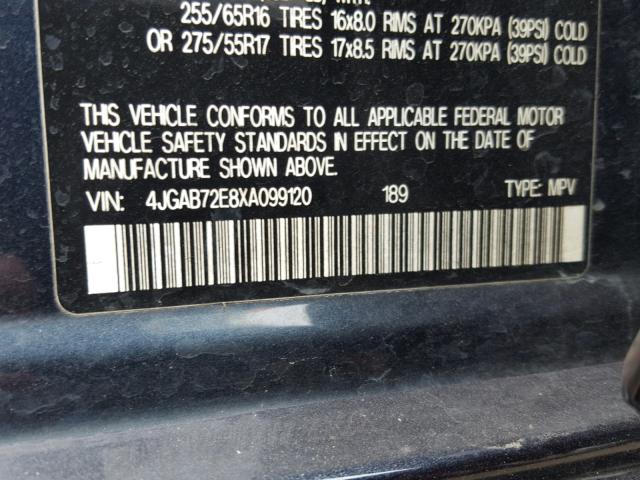 255/65R16 TIRES 16x8.0 RIMS AT 270KPA (39PSI) COLD
OR 275/55R17 TIRES 17x8.5 RIMS AT 270KPA (39PSI) COLD
THIS VEHICLE CONFORMS TO ALL APPLICABLE FEDERAL MOTOR
VEHICLE SAFETY STANDARDS IN EFFECT ON THE DATE OF
MANUFACTURE SHOWN ABOVE.
VIN: 4JGAB72E8XA099120 189 TYPE: MPV